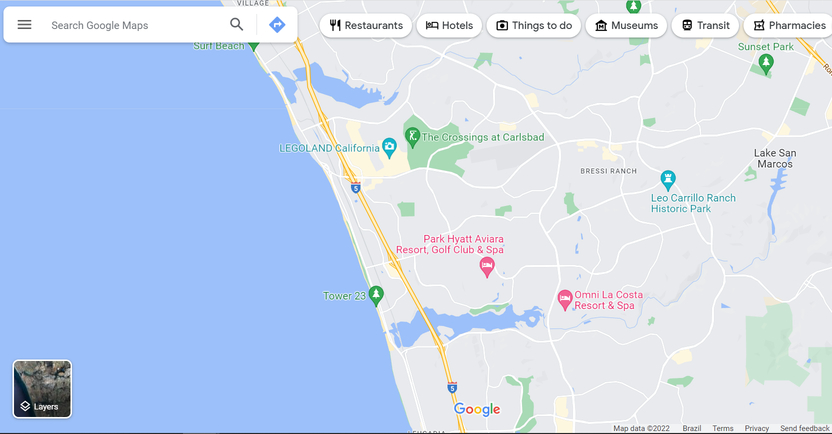 VILLAGE
Search Google Maps
Restaurants
Hotels
Things to do
Museums
Transit
Pharmacies
Surf Beach
Sunset Park
The Crossings at Carlsbad
LEGOLAND California
Lake San
Marcos
BRESSI RANCH
5
Leo Carrillo Ranch
Historic Park
Park Hyatt Aviara
Resort, Golf Club & Spa
Tower 23
Omni La Costa
Resort & Spa
5
Layers
Google
Map data ©2022
Brazil
Terms
Privacy
Send feedback